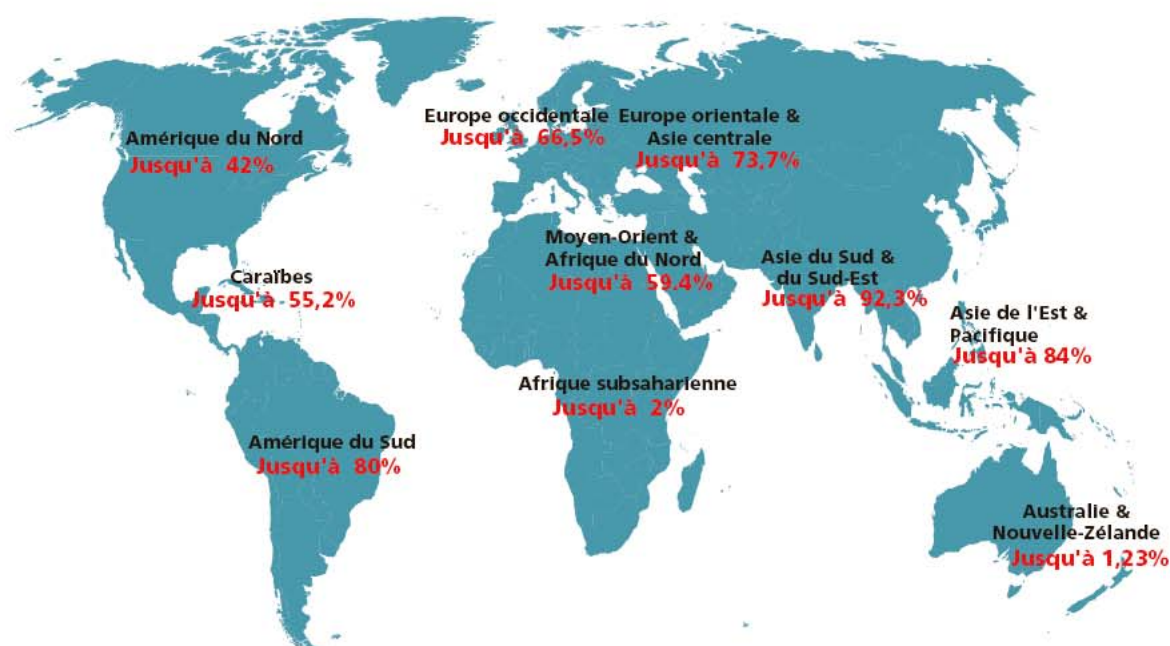 Amérique du Nord
Jusqu'à 42%
Europe occidentale
Jusqu'à 66,5%
Europe orientale &
Asie centrale
Jusqu'à 73,7%
Caraïbes
Jusqu'à 55,2%
Moyen-Orient &
Afrique du Nord
Jusqu'à 59.4%
Asie du Sud &
du Sud-Est
Jusqu'à 92,3%
Asie de l'Est &
Pacifique
Jusqu'à 84%
Afrique subsaharienne
Jusqu'à 2%
Amérique du Sud
Jusqu'à 80%
Australie &
Nouvelle-Zélande
Jusqu'à 1,23%